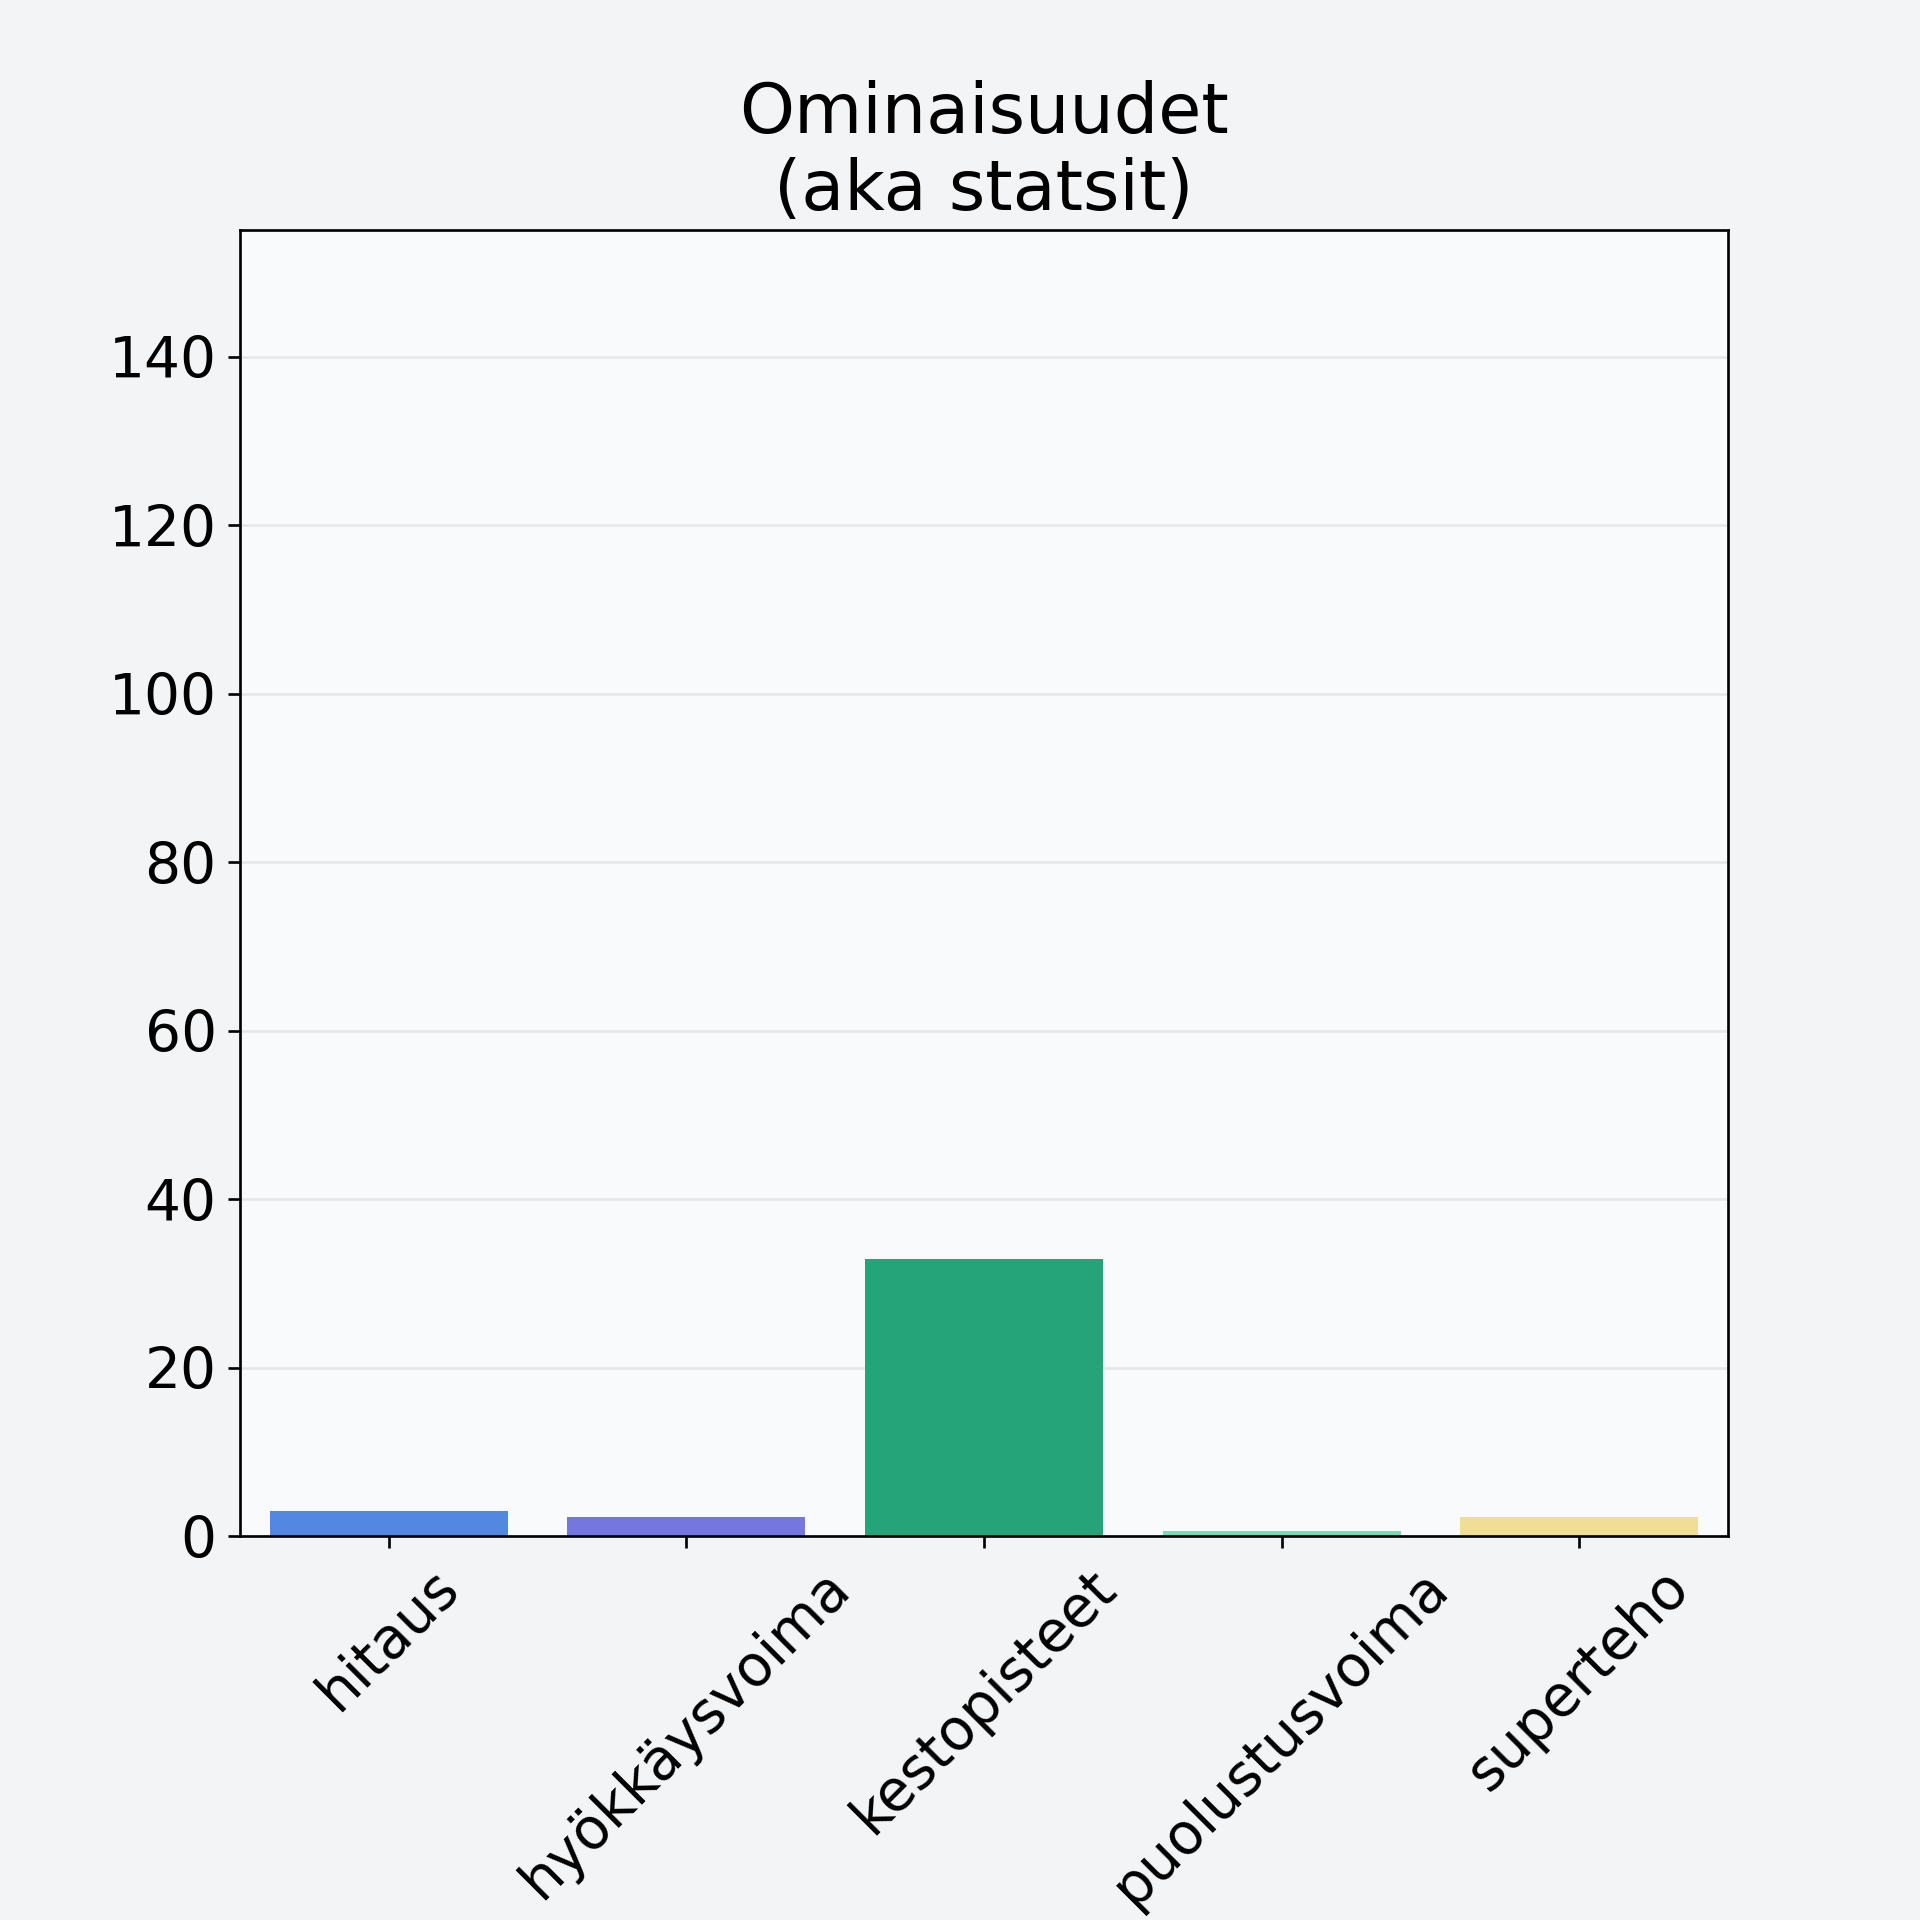 Ominaisuudet
(aka statsit)
140
120
100
80
60
40
20
0
hitaus
hyökkäysvoima
kestopisteet
puolustusvoima
superteho